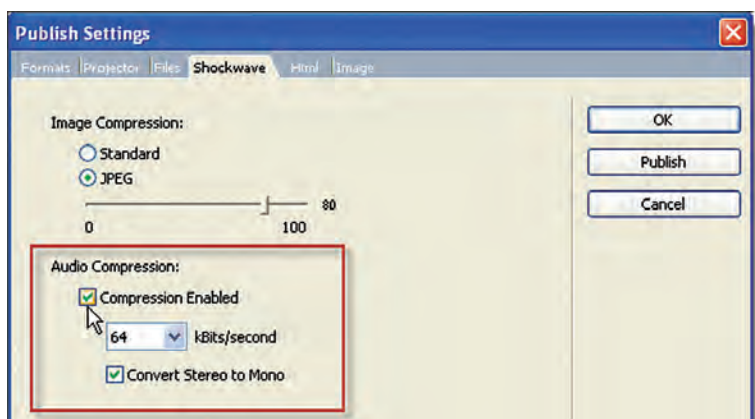 Publish Settings
Formats Projector Files Shockwave Html Image
Image Compression:
Standard
JPEG
80
0 100
Audio Compression:
Compression Enabled
64 kBits/second
Convert Stereo to Mono
OK
Publish
Cancel